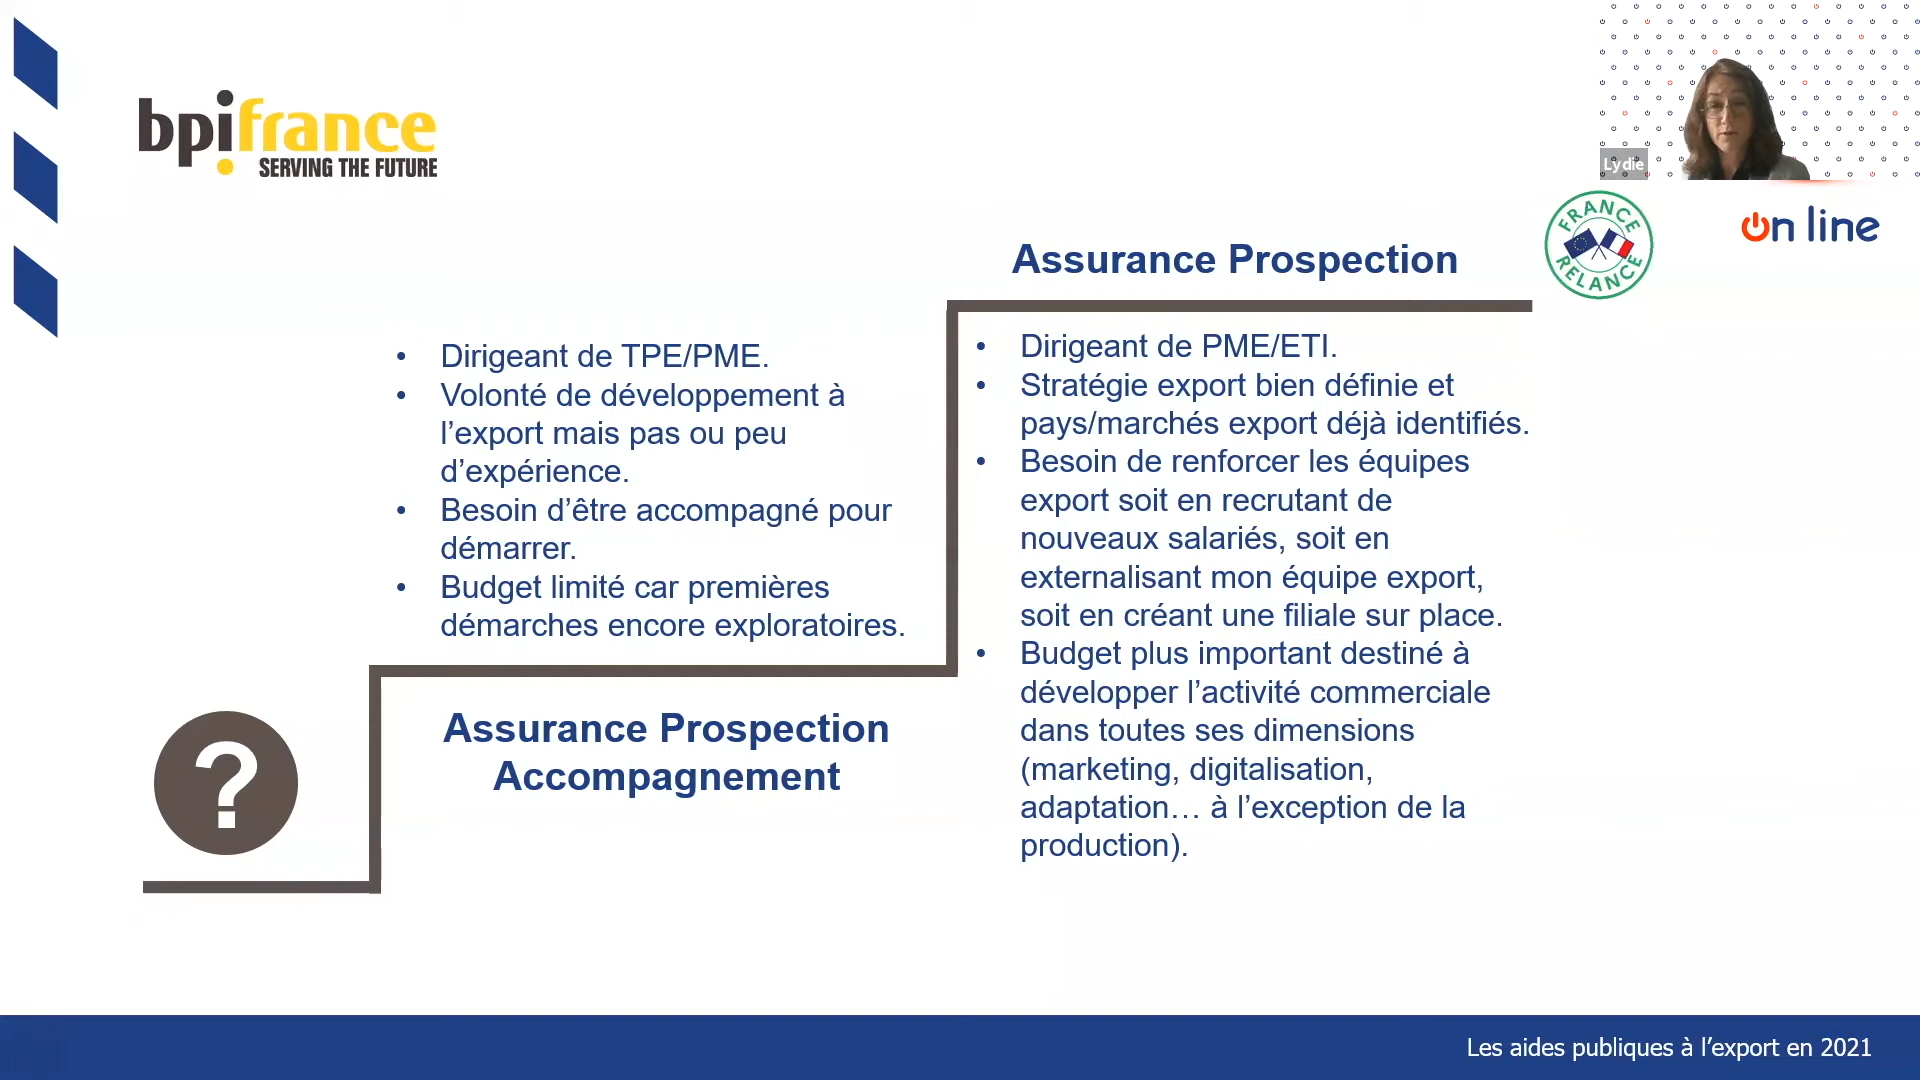 bpifrance
SERVING THE FUTURE
Lydie
FRANCE
RELANCE
on line
Assurance Prospection
• Dirigeant de TPE/PME.
• Volonté de développement à
l’export mais pas ou peu
d’expérience.
• Besoin d’être accompagné pour
démarrer.
• Budget limité car premières
démarches encore exploratoires.
• Dirigeant de PME/ETI.
• Stratégie export bien définie et
pays/marchés export déjà identifiés.
• Besoin de renforcer les équipes
export soit en recrutant de
nouveaux salariés, soit en
externalisant mon équipe export,
soit en créant une filiale sur place.
• Budget plus important destiné à
développer l’activité commerciale
dans toutes ses dimensions
(marketing, digitalisation,
adaptation… à l’exception de la
production).
?
Assurance Prospection
Accompagnement
Les aides publiques à l’export en 2021